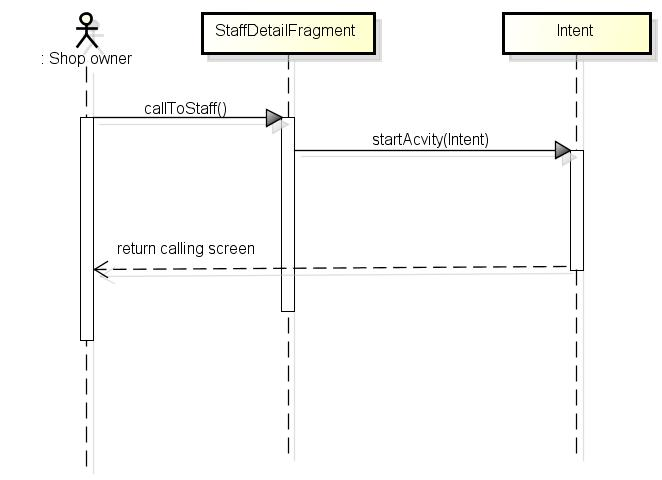 StaffDetailFragment
Intent
: Shop owner
callToStaff()
startAcvity(Intent)
return calling screen